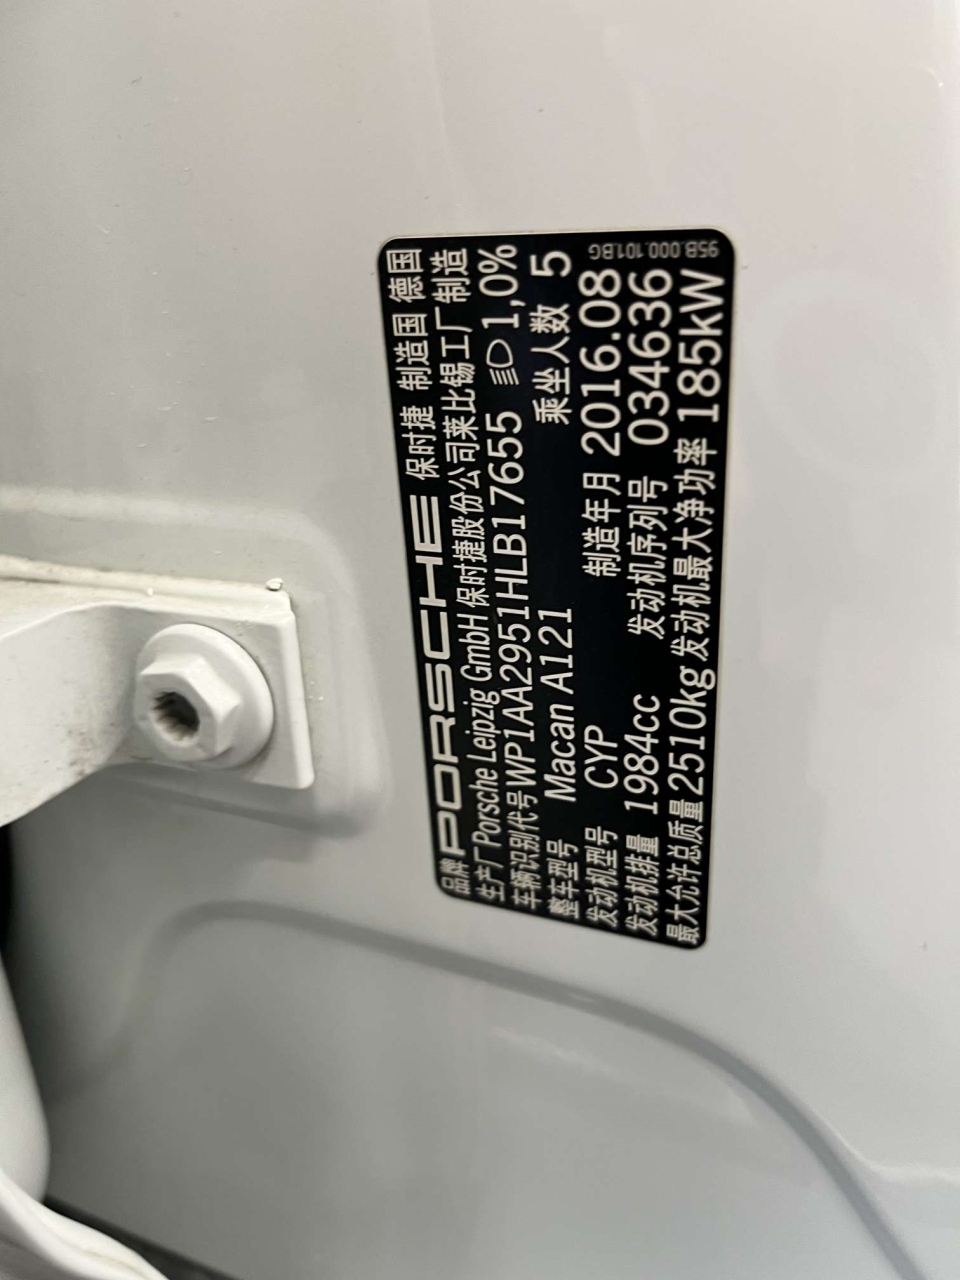 品牌 PORSCHE 保时捷 制造国 德国
生产厂 Porsche Leipzig GmbH 保时捷股份公司莱比锡工厂制造
车辆识别代号 WP1AA2951HLB17655 1,0%
整车型号 Macan A121 乘坐人数 5
发动机型号 CYP 制造年月 2016.08
发动机排量 1984cc 发动机序列号 034636
最大允许总质量 2510kg 发动机最大净功率 185kW
95B.000.101.BG